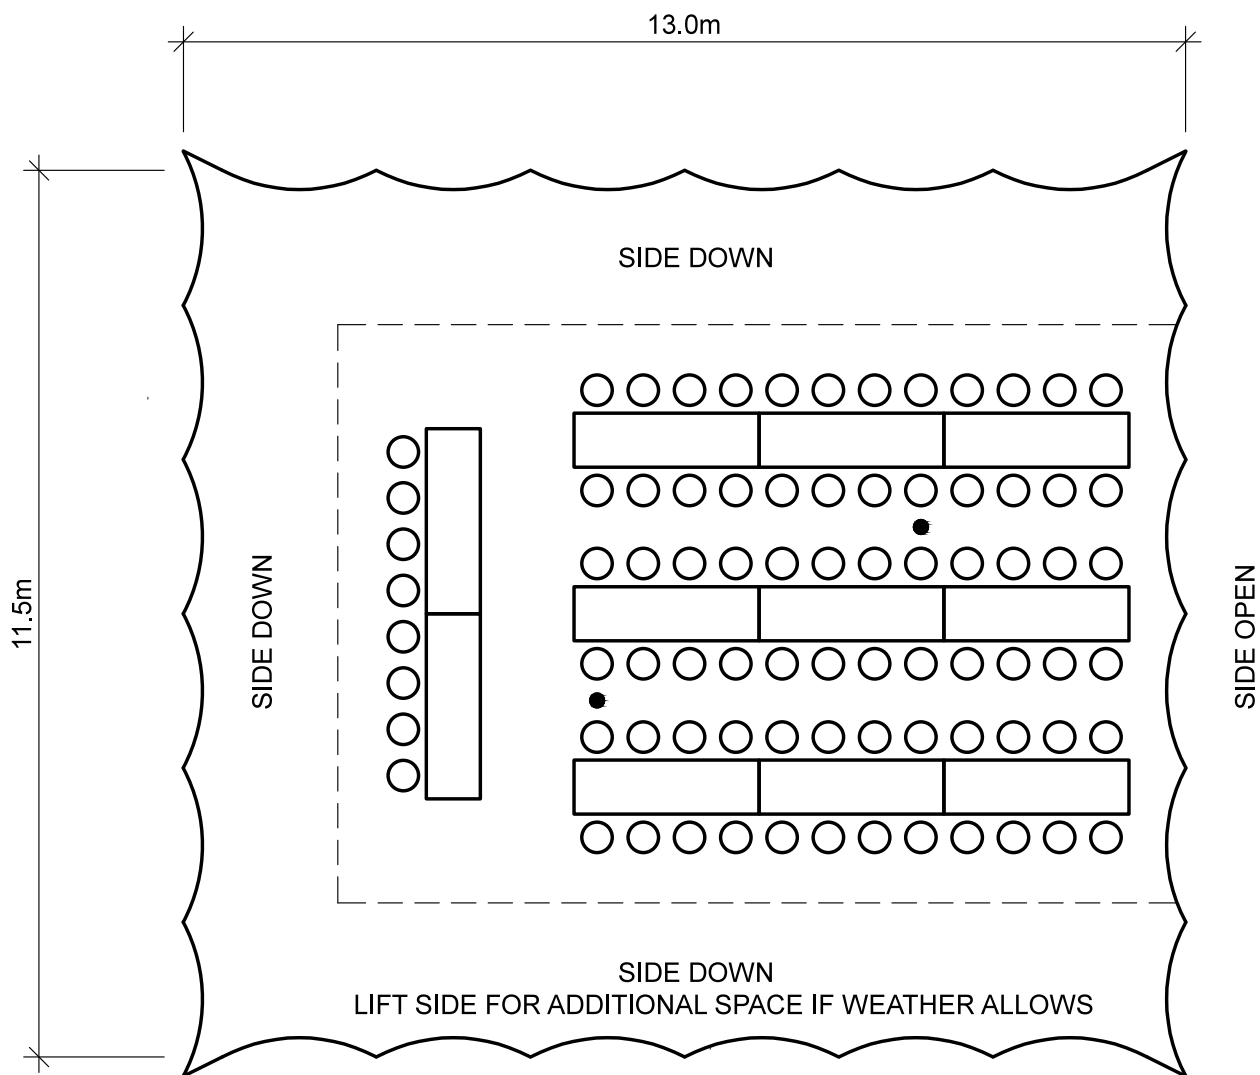 13.0m
SIDE DOWN
11.5m
SIDE DOWN
SIDE OPEN
SIDE DOWN
LIFT SIDE FOR ADDITIONAL SPACE IF WEATHER ALLOWS